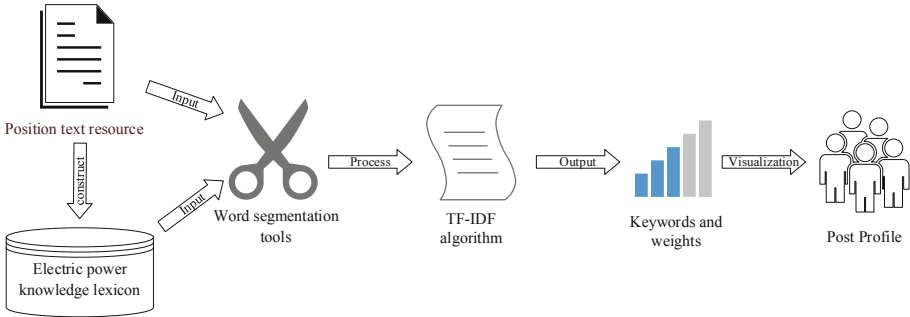 Position text resource
construct
Electric power
knowledge lexicon
Input
Input
Word segmentation
tools
Process
TF-IDF
algorithm
Output
Keywords and
weights
Visualization
Post Profile